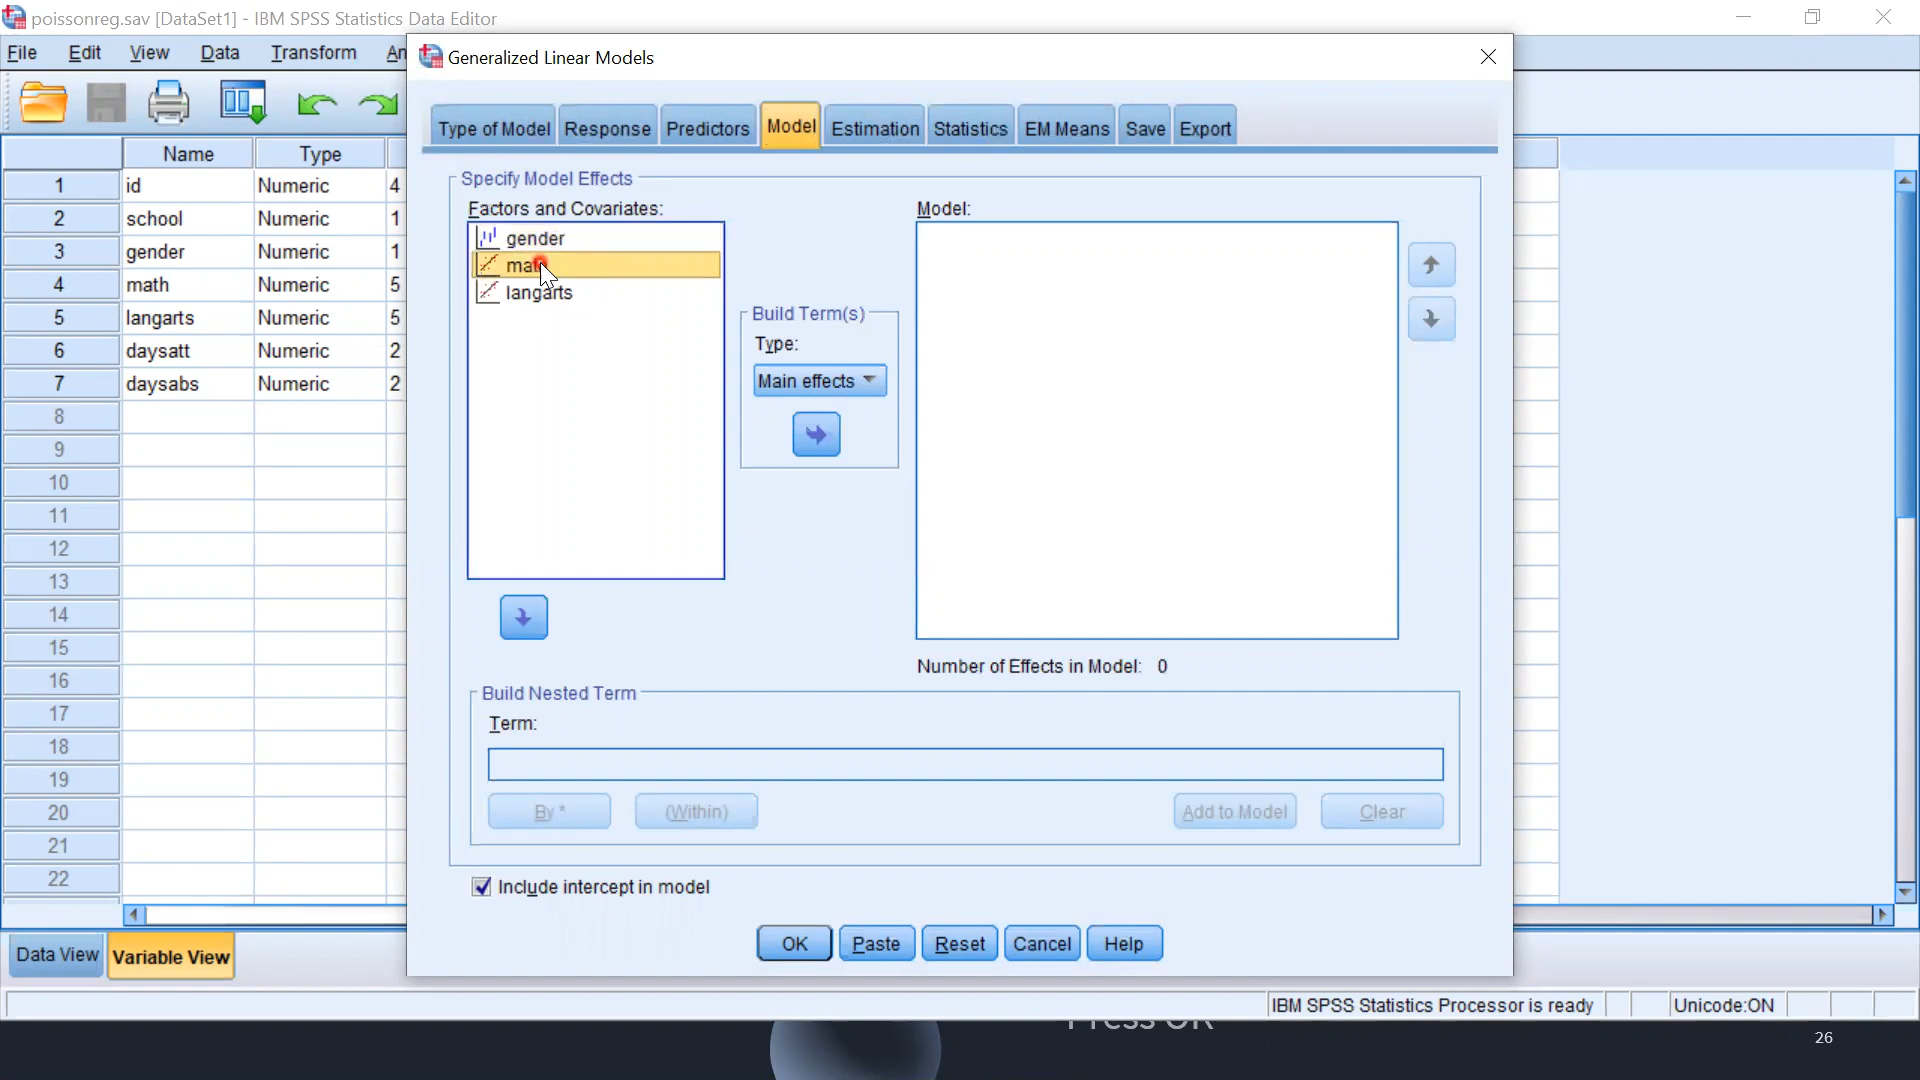 poissonreg.sav [DataSet1] - IBM SPSS Statistics Data Editor
File Edit View Data Transform An
Generalized Linear Models
Type of Model Response Predictors Model Estimation Statistics EM Means Save Export
Name Type
1 id Numeric 4
2 school Numeric 1
3 gender Numeric 1
4 math Numeric 5
5 langarts Numeric 5
6 daysatt Numeric 2
7 daysabs Numeric 2
8
9
10
11
12
13
14
15
16
17
18
19
20
21
22
Specify Model Effects
Factors and Covariates:
gender
math
langarts
Build Term(s)
Type:
Main effects
Model:
Number of Effects in Model: 0
Build Nested Term
Term:
By *
(Within)
Add to Model
Clear
Include intercept in model
OK Paste Reset Cancel Help
Data View Variable View
IBM SPSS Statistics Processor is ready Unicode:ON
Press OK
26